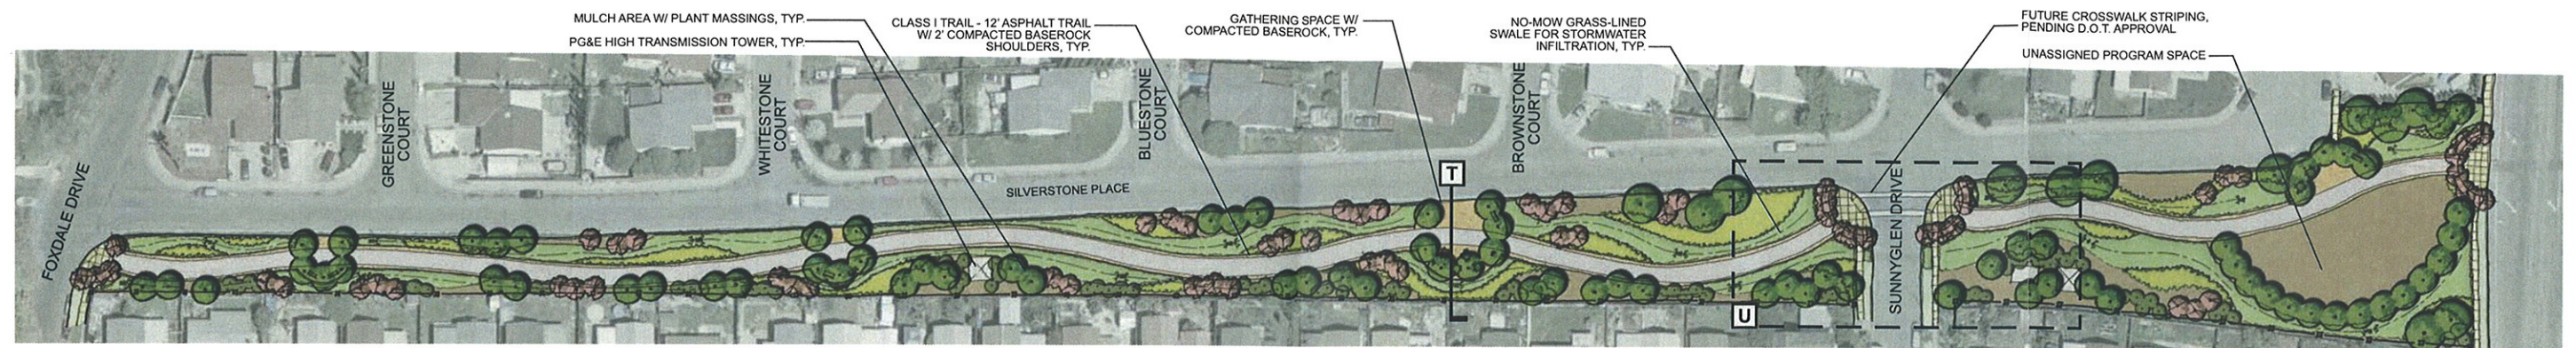 MULCH AREA W/ PLANT MASSINGS, TYP.
PG&E HIGH TRANSMISSION TOWER, TYP.
CLASS I TRAIL - 12' ASPHALT TRAIL
W/ 2' COMPACTED BASEROCK
SHOULDERS, TYP.
GATHERING SPACE W/
COMPACTED BASEROCK, TYP.
NO-MOW GRASS-LINED
SWALE FOR STORMWATER
INFILTRATION, TYP.
FUTURE CROSSWALK STRIPING,
PENDING D.O.T. APPROVAL
UNASSIGNED PROGRAM SPACE
FOXDALE DRIVE
GREENSTONE
COURT
WHITESTONE
COURT
BLUESTONE
COURT
BROWNSTONE
COURT
SILVERSTONE PLACE
T
U
SUNNYGLEN DRIVE